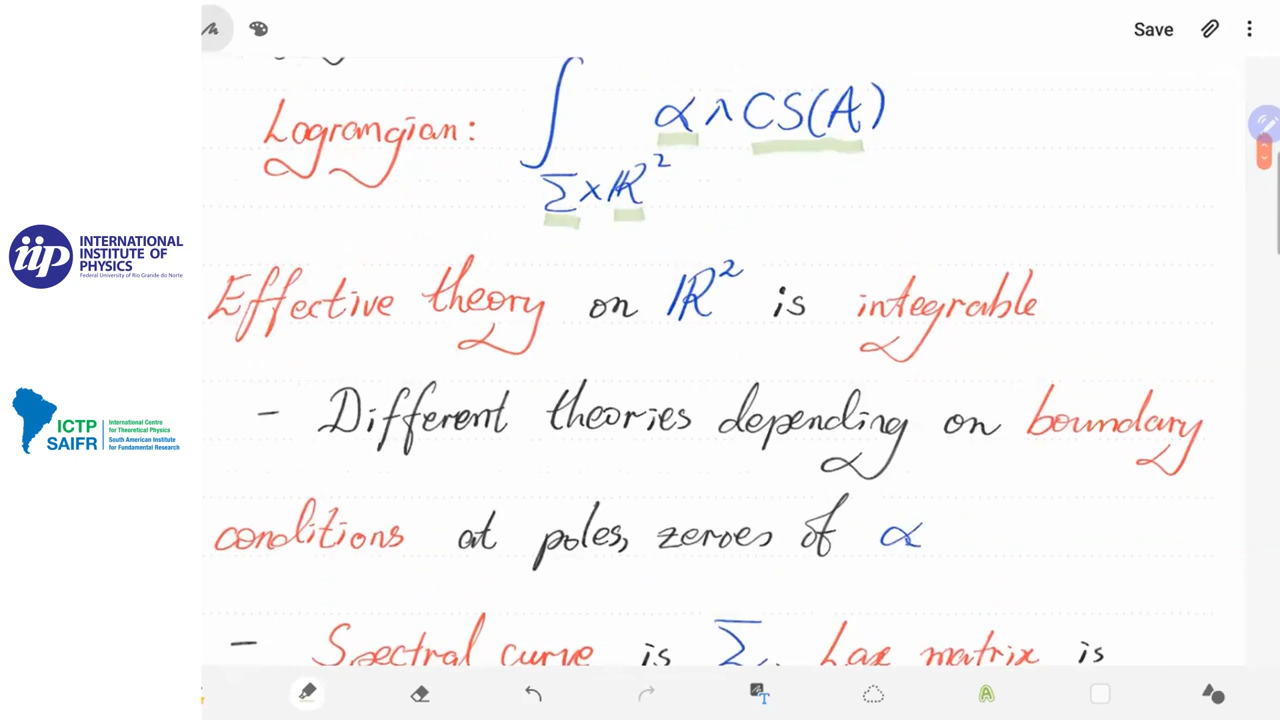 Save
Lagrangian: ∫ α ∧ CS(A)
Σ × ℝ²
INTERNATIONAL
INSTITUTE OF
PHYSICS
Federal University of Rio Grande do Norte
iip
Effective theory on ℝ² is integrable
- Different theories depending on boundary
conditions at poles, zeroes of α
ICTP
SAIFR
International Centre
for Theoretical Physics
South American Institute
for Fundamental Research
- Spectral curve is Σ, Lax matrix is